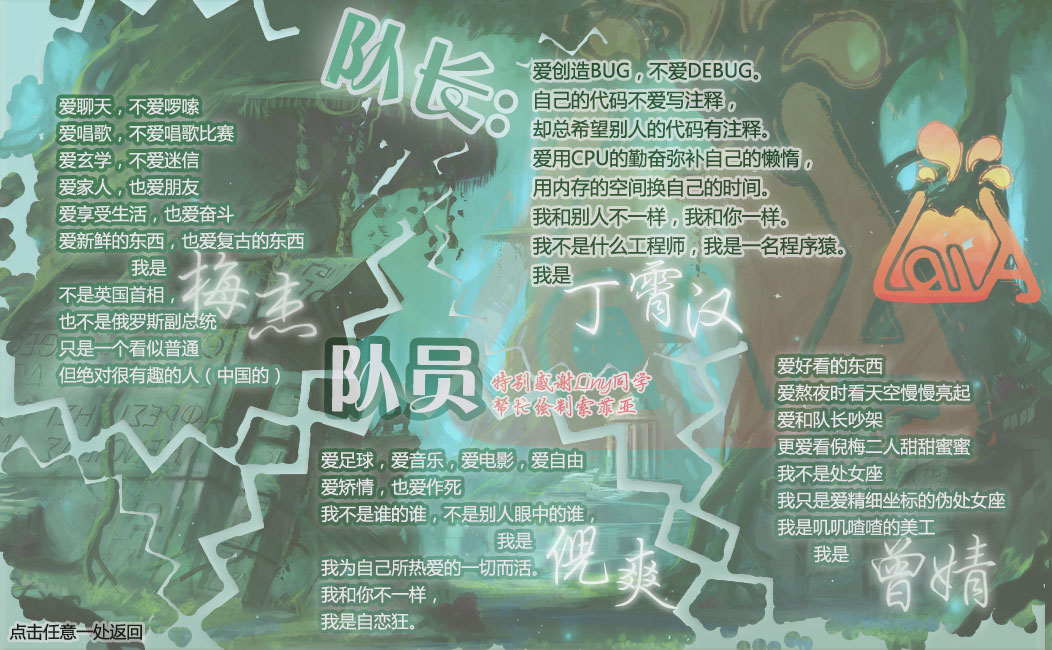 队长:
爱创造BUG，不爱DEBUG。
自己的代码不爱写注释，
却总希望别人的代码有注释。
爱用CPU的勤奋弥补自己的懒惰，
用内存的空间换自己的时间。
我和别人不一样，我和你一样。
我不是什么工程师，我是一名程序猿。
我是
丁霄汉
LanVA
队员
爱聊天，不爱啰嗦
爱唱歌，不爱唱歌比赛
爱玄学，不爱迷信
爱家人，也爱朋友
爱享受生活，也爱奋斗
爱新鲜的东西，也爱复古的东西
我是
梅杰
不是英国首相，
也不是俄罗斯副总统
只是一个看似普通
但绝对很有趣的人（中国的）
特别感谢Liny同学
帮忙绘制索菲亚
爱足球，爱音乐，爱电影，爱自由
爱矫情，也爱作死
我不是谁的谁，不是别人眼中的谁，
我是
倪爽
我为自己所热爱的一切而活。
我和你不一样，
我是自恋狂。
爱好看的东西
爱熬夜时看天空慢慢亮起
爱和队长吵架
更爱看倪梅二人甜甜蜜蜜
我不是处女座
我只是爱精细坐标的伪处女座
我是叽叽喳喳的美工
我是
曾婧
点击任意一处返回